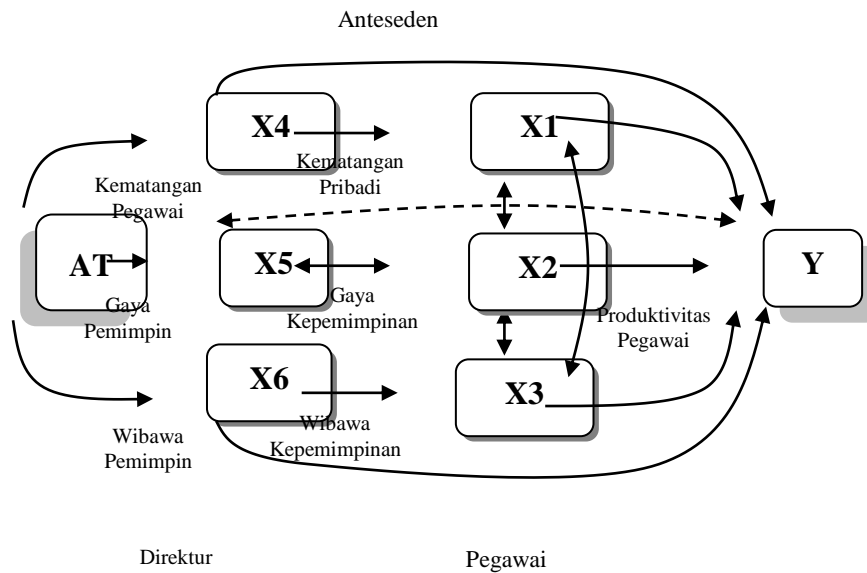 Anteseden
X4
X1
Kematangan
Pribadi
Kematangan
Pegawai
AT
X5
X2
Y
Gaya
Pemimpin
Gaya
Kepemimpinan
Produktivitas
Pegawai
X6
X3
Wibawa
Pemimpin
Wibawa
Kepemimpinan
Direktur
Pegawai